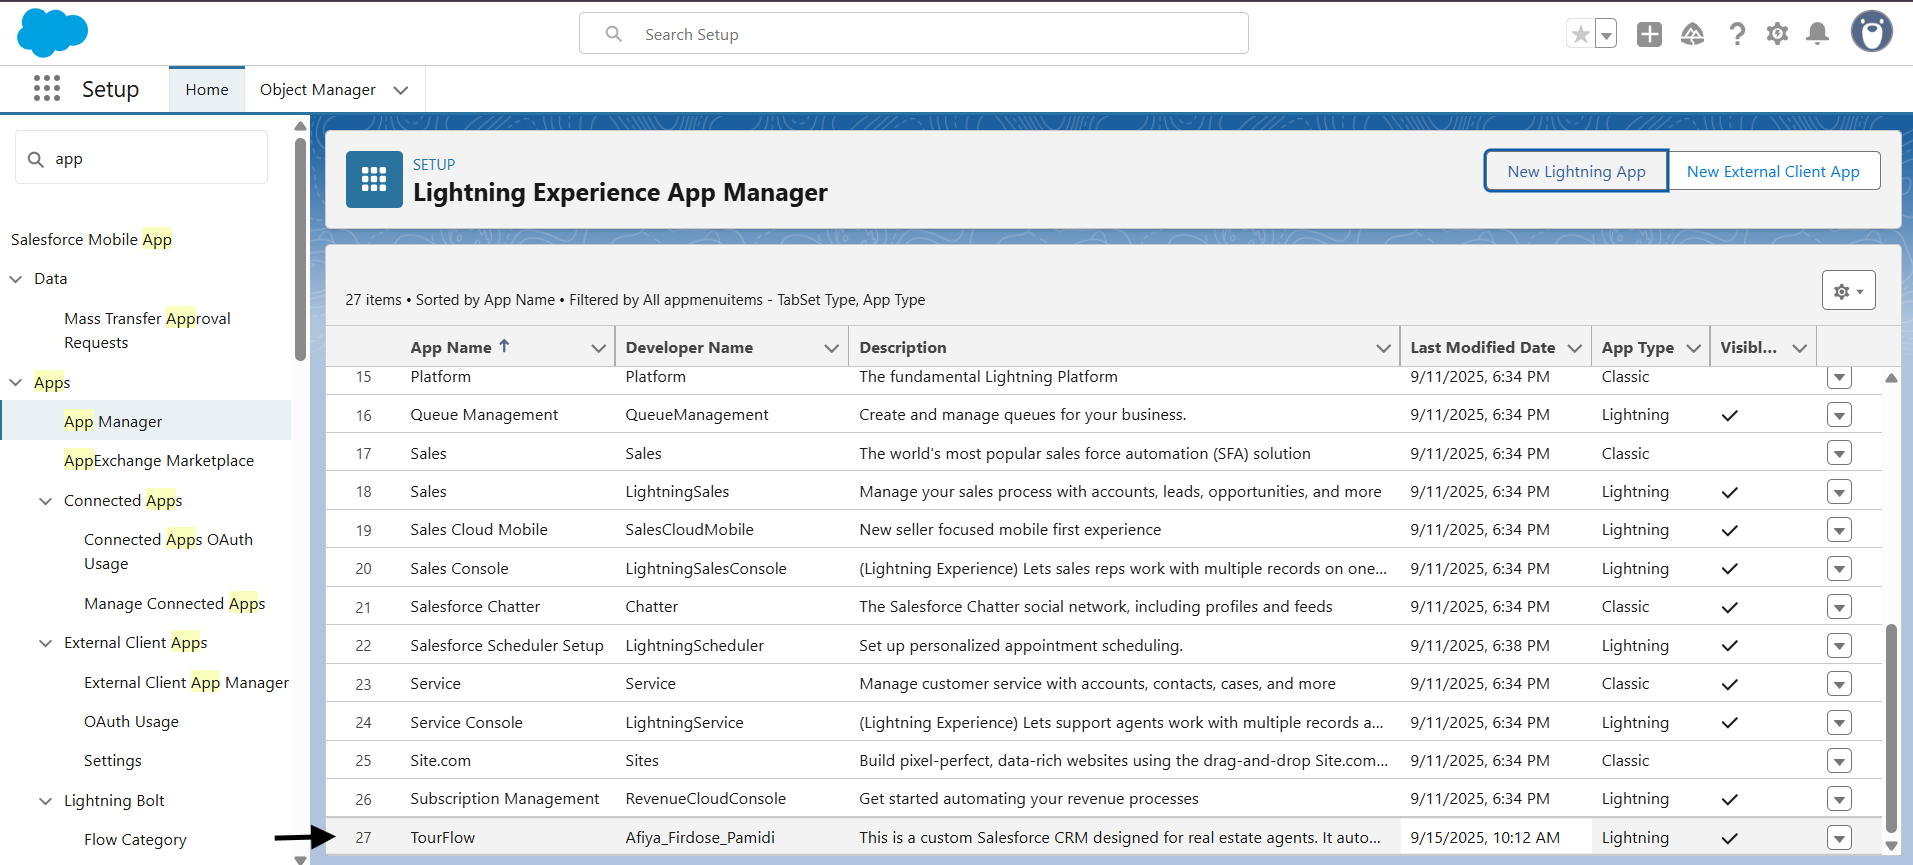 Search Setup
Setup
Home
Object Manager
app
Salesforce Mobile App
Data
Mass Transfer Approval
Requests
Apps
App Manager
AppExchange Marketplace
Connected Apps
Connected Apps OAuth
Usage
Manage Connected Apps
External Client Apps
External Client App Manager
OAuth Usage
Settings
Lightning Bolt
Flow Category
SETUP
Lightning Experience App Manager
New Lightning App
New External Client App
27 items • Sorted by App Name • Filtered by All appmenuitems - TabSet Type, App Type
App Name Developer Name Description Last Modified Date App Type Visibl...
15 Platform Platform The fundamental Lightning Platform 9/11/2025, 6:34 PM Classic
16 Queue Management QueueManagement Create and manage queues for your business. 9/11/2025, 6:34 PM Lightning
17 Sales Sales The world's most popular sales force automation (SFA) solution 9/11/2025, 6:34 PM Classic
18 Sales LightningSales Manage your sales process with accounts, leads, opportunities, and more 9/11/2025, 6:34 PM Lightning
19 Sales Cloud Mobile SalesCloudMobile New seller focused mobile first experience 9/11/2025, 6:34 PM Lightning
20 Sales Console LightningSalesConsole (Lightning Experience) Lets sales reps work with multiple records on one... 9/11/2025, 6:34 PM Lightning
21 Salesforce Chatter Chatter The Salesforce Chatter social network, including profiles and feeds 9/11/2025, 6:34 PM Classic
22 Salesforce Scheduler Setup LightningScheduler Set up personalized appointment scheduling. 9/11/2025, 6:38 PM Lightning
23 Service Service Manage customer service with accounts, contacts, cases, and more 9/11/2025, 6:34 PM Classic
24 Service Console LightningService (Lightning Experience) Lets support agents work with multiple records a... 9/11/2025, 6:34 PM Lightning
25 Site.com Sites Build pixel-perfect, data-rich websites using the drag-and-drop Site.com... 9/11/2025, 6:34 PM Classic
26 Subscription Management RevenueCloudConsole Get started automating your revenue processes 9/11/2025, 6:34 PM Lightning
27 TourFlow Afiya_Firdose_Pamidi This is a custom Salesforce CRM designed for real estate agents. It auto... 9/15/2025, 10:12 AM Lightning